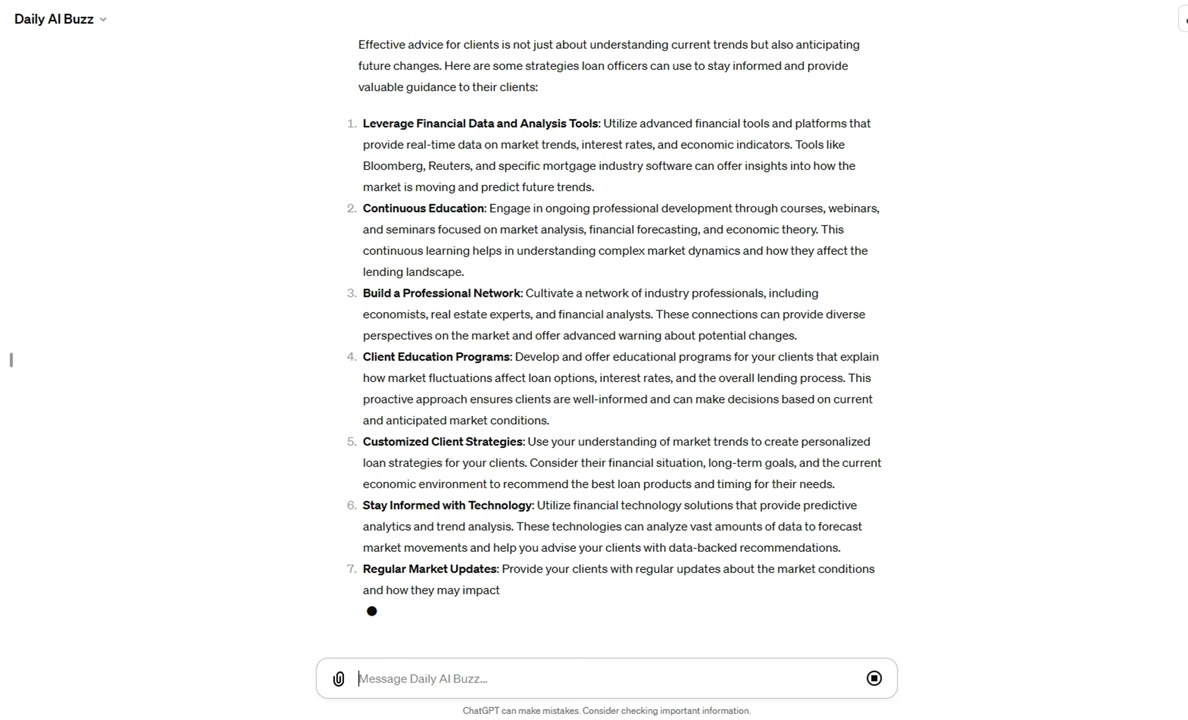 Daily AI Buzz
Effective advice for clients is not just about understanding current trends but also anticipating
future changes. Here are some strategies loan officers can use to stay informed and provide
valuable guidance to their clients:
1. Leverage Financial Data and Analysis Tools: Utilize advanced financial tools and platforms that
provide real-time data on market trends, interest rates, and economic indicators. Tools like
Bloomberg, Reuters, and specific mortgage industry software can offer insights into how the
market is moving and predict future trends.
2. Continuous Education: Engage in ongoing professional development through courses, webinars,
and seminars focused on market analysis, financial forecasting, and economic theory. This
continuous learning helps in understanding complex market dynamics and how they affect the
lending landscape.
3. Build a Professional Network: Cultivate a network of industry professionals, including
economists, real estate experts, and financial analysts. These connections can provide diverse
perspectives on the market and offer advanced warning about potential changes.
4. Client Education Programs: Develop and offer educational programs for your clients that explain
how market fluctuations affect loan options, interest rates, and the overall lending process. This
proactive approach ensures clients are well-informed and can make decisions based on current
and anticipated market conditions.
5. Customized Client Strategies: Use your understanding of market trends to create personalized
loan strategies for your clients. Consider their financial situation, long-term goals, and the current
economic environment to recommend the best loan products and timing for their needs.
6. Stay Informed with Technology: Utilize financial technology solutions that provide predictive
analytics and trend analysis. These technologies can analyze vast amounts of data to forecast
market movements and help you advise your clients with data-backed recommendations.
7. Regular Market Updates: Provide your clients with regular updates about the market conditions
and how they may impact
Message Daily AI Buzz...
ChatGPT can make mistakes. Consider checking important information.